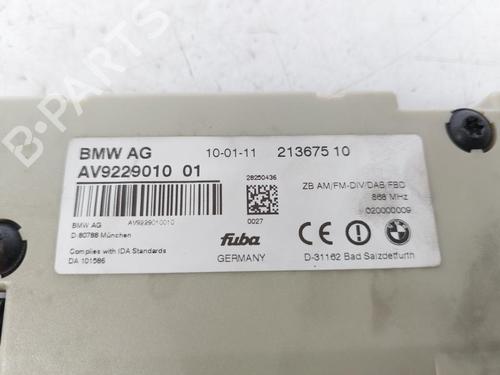 B-PARTS
BMW AG 10-01-11 213675 10
AV9229010 01
28250436
ZB AM/FM-DIV/DAB/FBD
868 MHz
020000009
BMW AG AV9229010010 0027
D-80788 München
fuba
Complies with IDA Standards
DA 101586
GERMANY D-31162 Bad Salzdetfurth